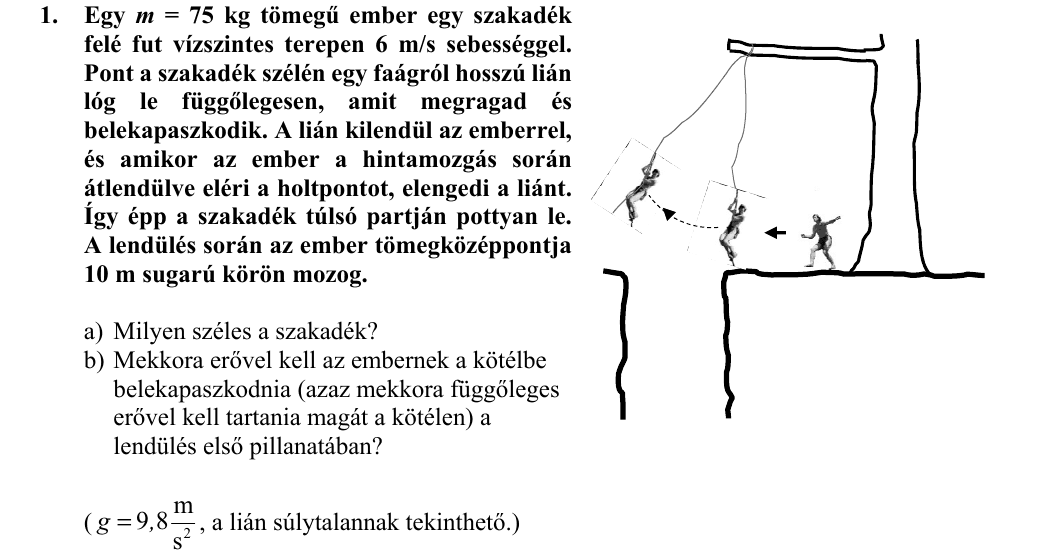 1. Egy m = 75 kg tömegű ember egy szakadék
felé fut vízszintes terepen 6 m/s sebességgel.
Pont a szakadék szélén egy faágról hosszú lián
lóg le függőlegesen, amit megragad és
belekapaszkodik. A lián kilendül az emberrel,
és amikor az ember a hintamozgás során
átlendülve eléri a holtpontot, elengedi a liánt.
Így épp a szakadék túlsó partján pottyan le.
A lendülés során az ember tömegközéppontja
10 m sugarú körön mozog.
a) Milyen széles a szakadék?
b) Mekkora erővel kell az embernek a kötélbe
belekapaszkodnia (azaz mekkora függőleges
erővel kell tartania magát a kötélen) a
lendülés első pillanatában?
( g = 9,8 m/s², a lián súlytalannak tekinthető.)